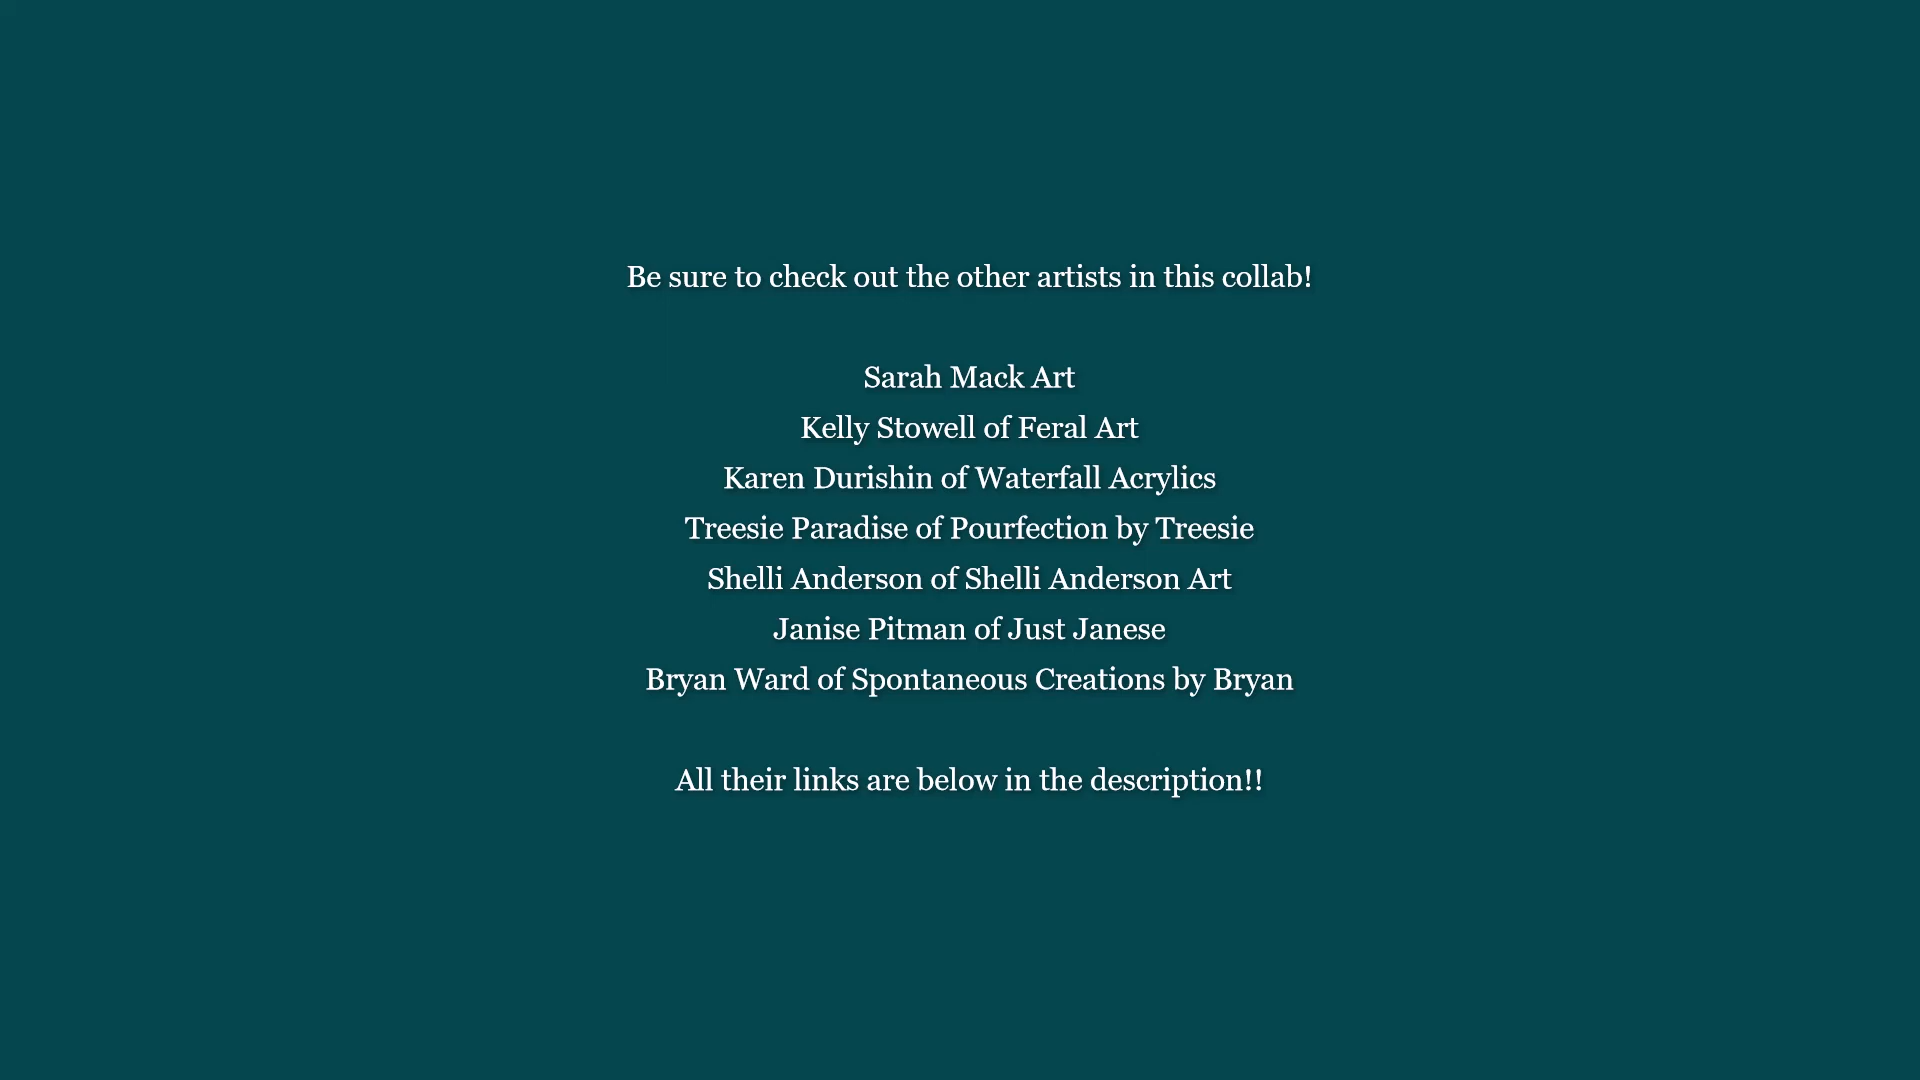 Be sure to check out the other artists in this collab!
Sarah Mack Art
Kelly Stowell of Feral Art
Karen Durishin of Waterfall Acrylics
Treesie Paradise of Pourfection by Treesie
Shelli Anderson of Shelli Anderson Art
Janise Pitman of Just Janese
Bryan Ward of Spontaneous Creations by Bryan
All their links are below in the description!!